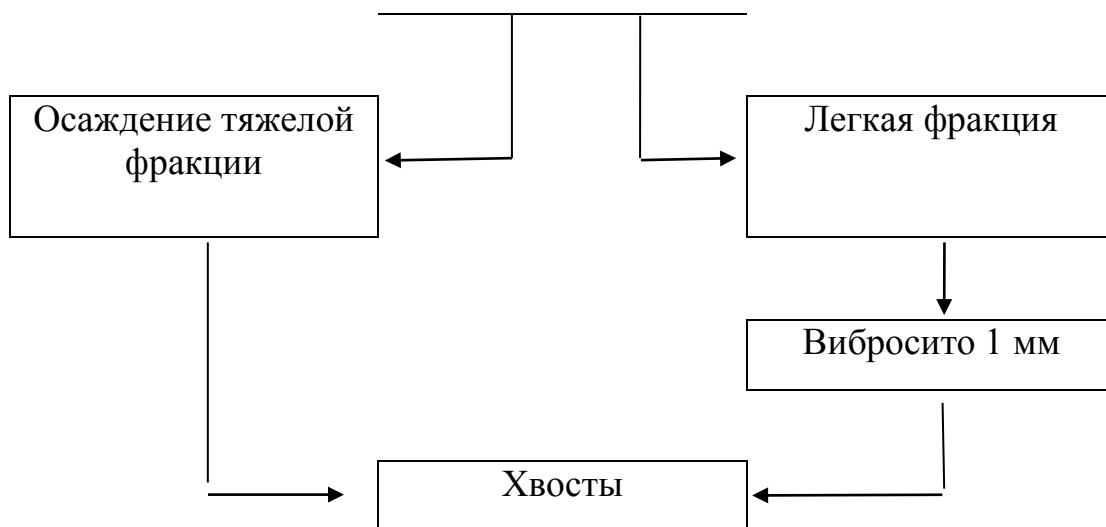 Осаждение тяжелой
фракции
Легкая фракция
Вибросито 1 мм
Хвосты